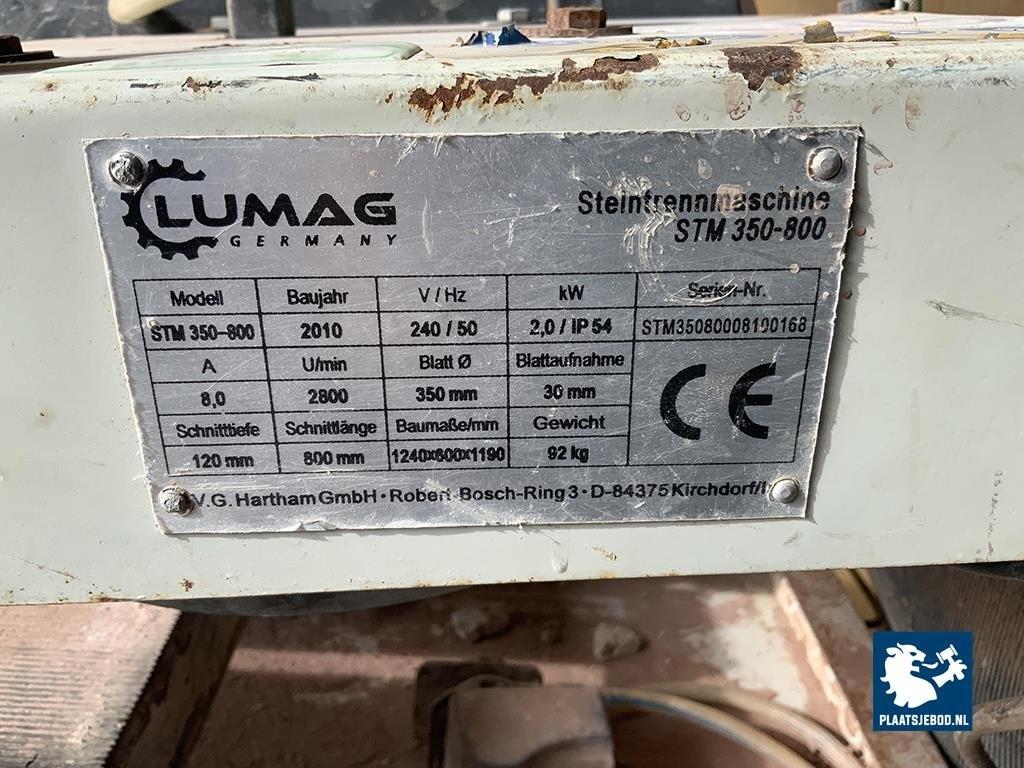 LUMAG
GERMANY
Steintrennmaschine
STM 350-800
Modell Baujahr V / Hz kW Serien-Nr.
STM 350-800 2010 240 / 50 2,0 / IP 54 STM35080008100168
A U/min Blatt Ø Blattaufnahme
8,0 2800 350 mm 30 mm
CE
Schnitttiefe Schnittlänge Baumaße/mm Gewicht
120 mm 800 mm 1240x600x1190 92 kg
V.G. Hartham GmbH · Robert-Bosch-Ring 3 · D-84375 Kirchdorf/I
PLAATSJEBOD.NL